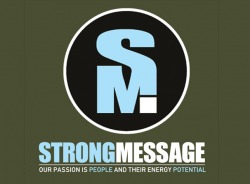 SM.
STRONGMESSAGE
OUR PASSION IS PEOPLE AND THEIR ENERGY POTENTIAL